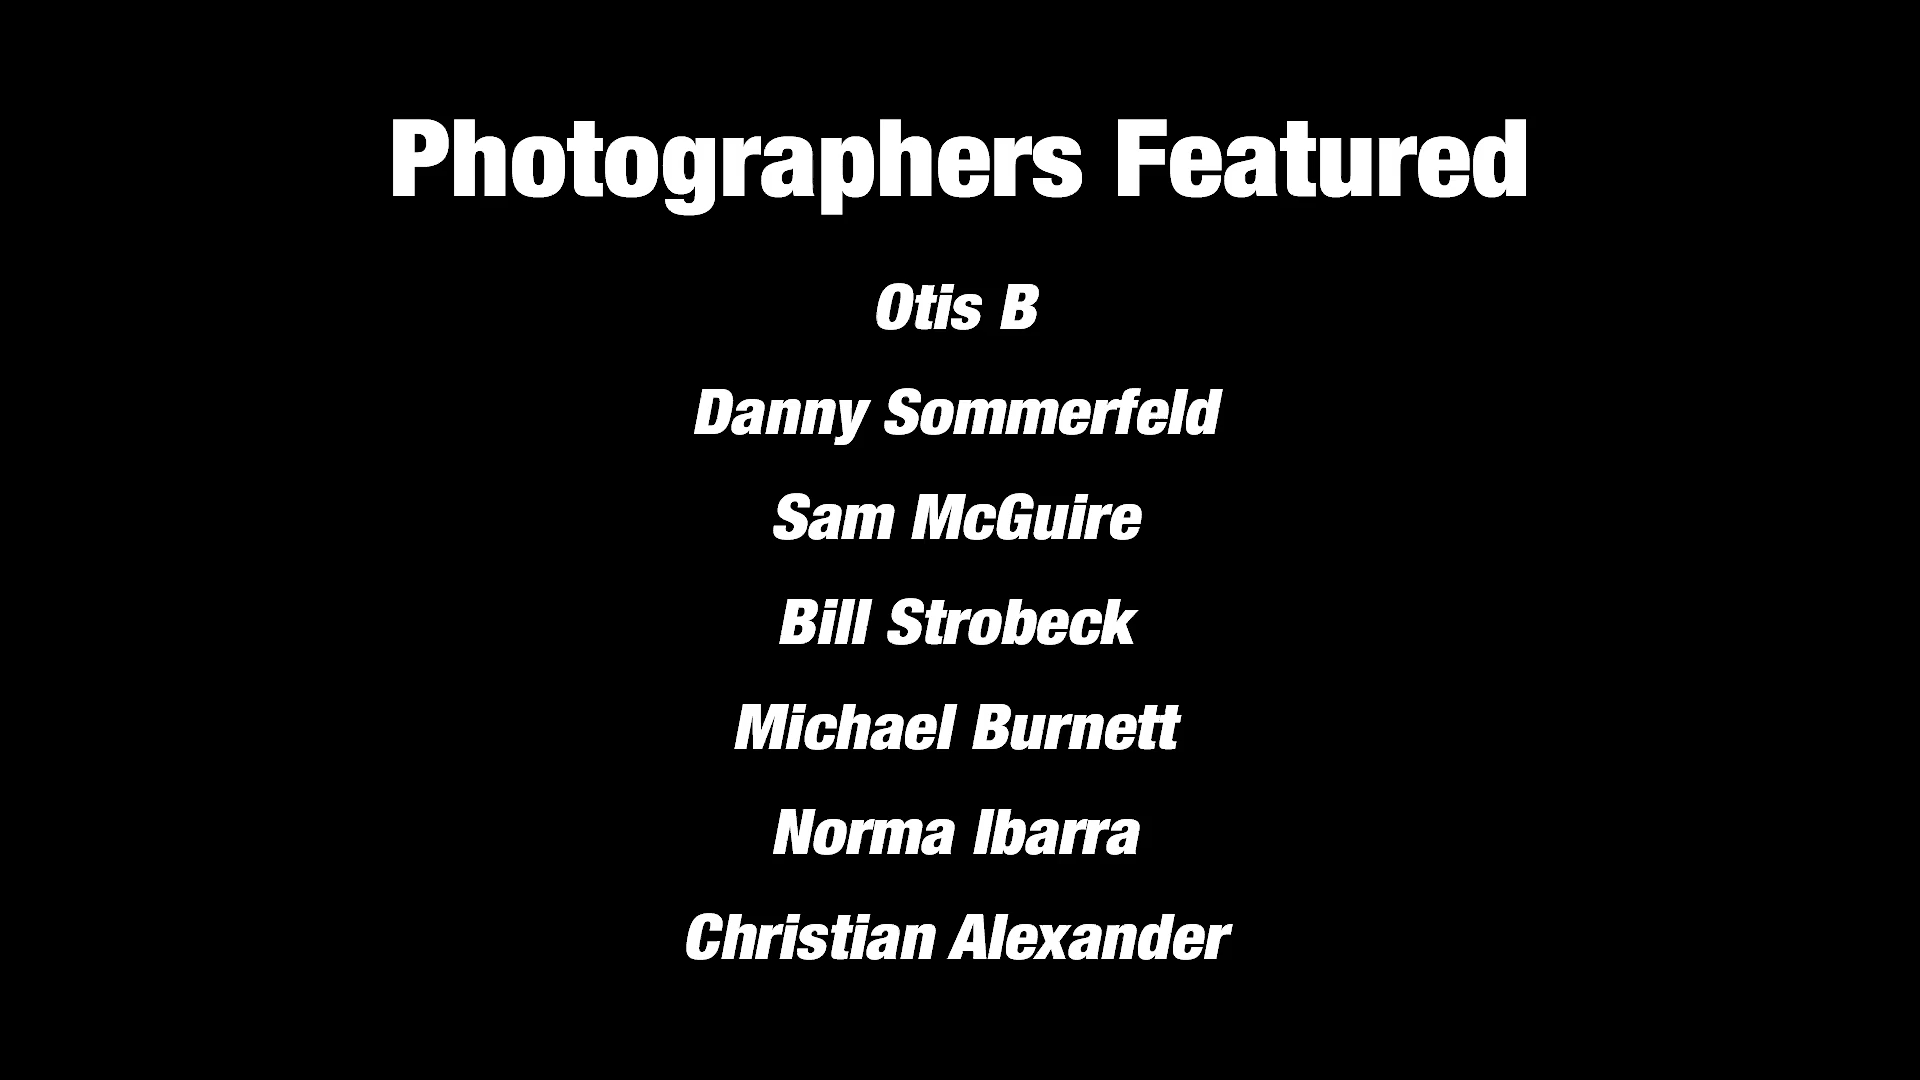 Photographers Featured
Otis B
Danny Sommerfeld
Sam McGuire
Bill Strobeck
Michael Burnett
Norma Ibarra
Christian Alexander